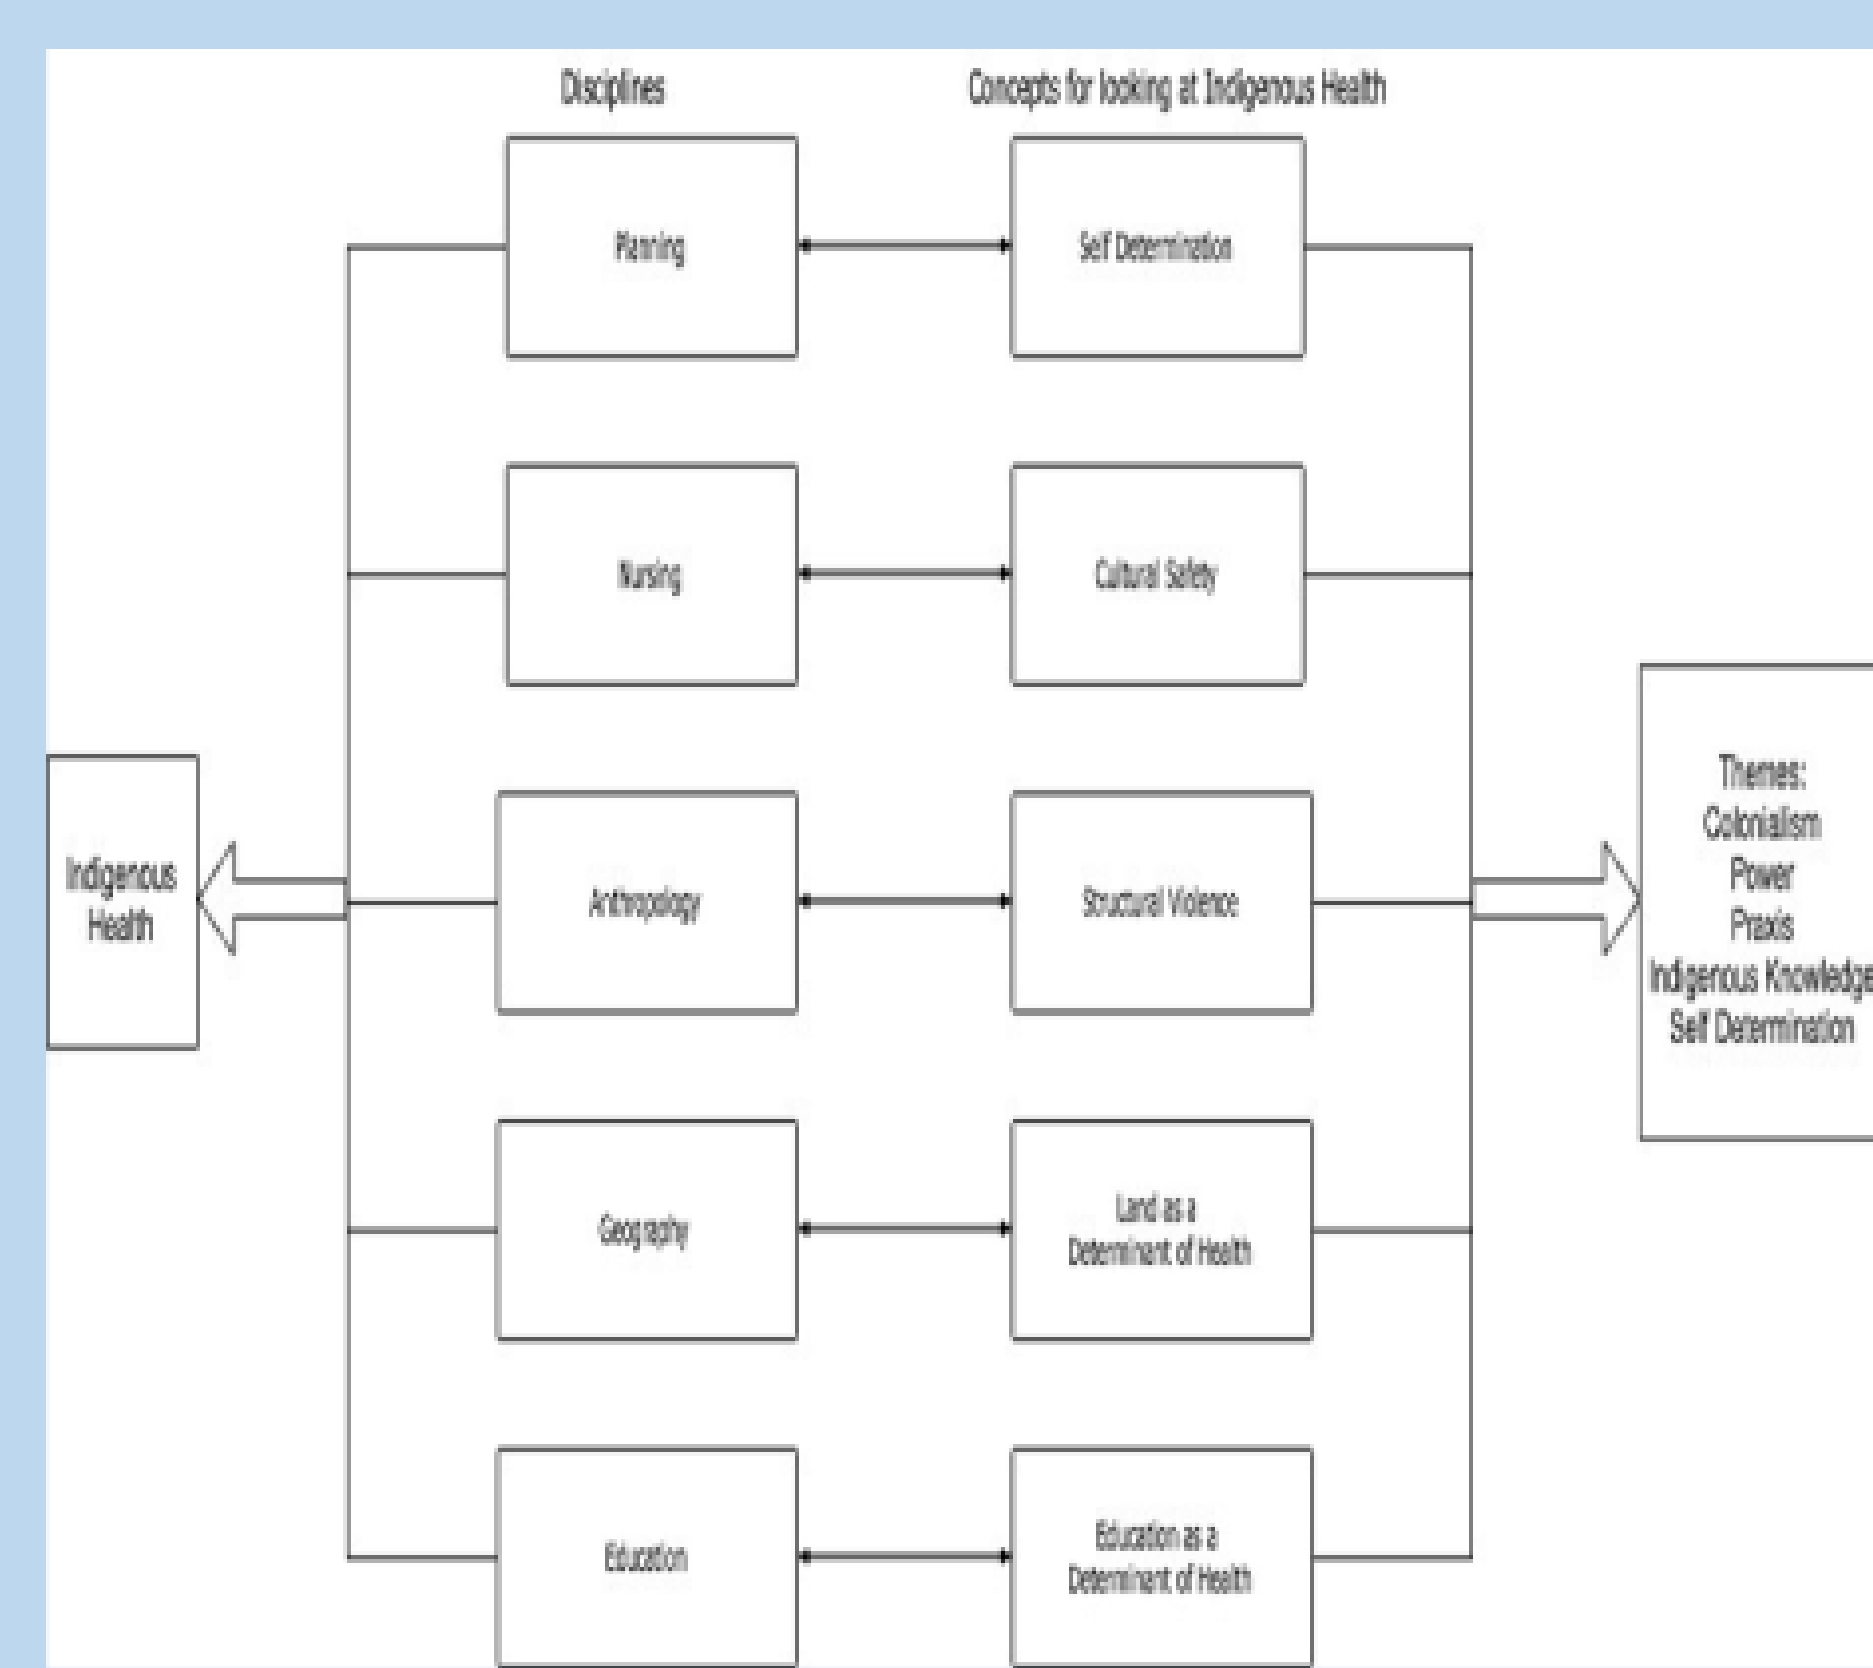 Disciplines
Concepts for looking at Indigenous Health
Planning
Self Determination
Nursing
Cultural Safety
Anthropology
Structural Violence
Geography
Land as a
Determinant of Health
Education
Education as a
Determinant of Health
Indigenous
Health
Themes:
Colonialism
Power
Praxis
Indigenous Knowledge
Self Determination